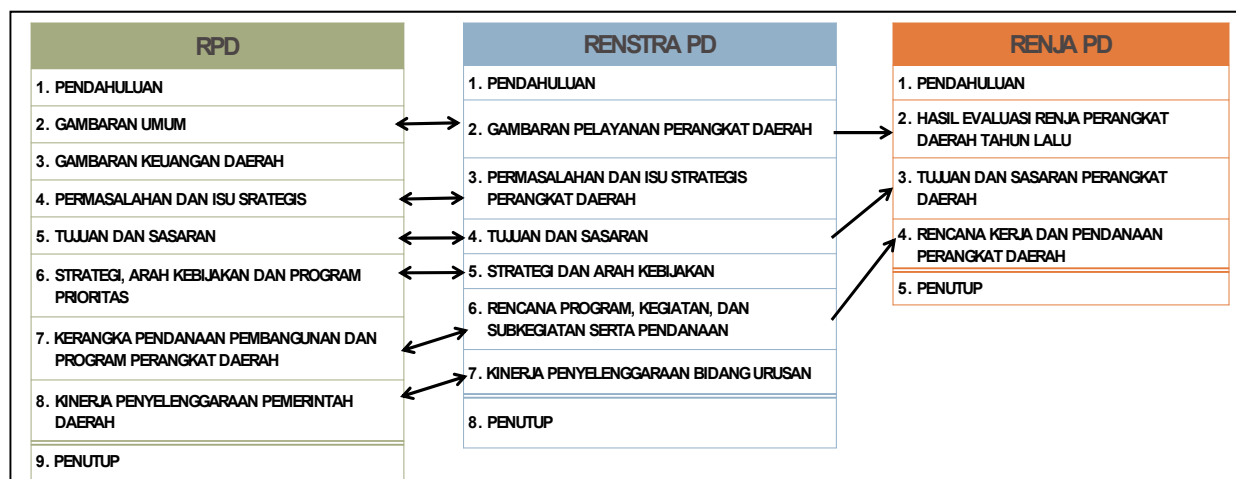 RPD
1. PENDAHULUAN
2. GAMBARAN UMUM
3. GAMBARAN KEUANGAN DAERAH
4. PERMASALAHAN DAN ISU SRATEGIS
5. TUJUAN DAN SASARAN
6. STRATEGI, ARAH KEBIJAKAN DAN PROGRAM
PRIORITAS
7. KERANGKA PENDANAAN PEMBANGUNAN DAN
PROGRAM PERANGKAT DAERAH
8. KINERJA PENYELENGGARAAN PEMERINTAH
DAERAH
9. PENUTUP
RENSTRA PD
1. PENDAHULUAN
2. GAMBARAN PELAYANAN PERANGKAT DAERAH
3. PERMASALAHAN DAN ISU STRATEGIS
PERANGKAT DAERAH
4. TUJUAN DAN SASARAN
5. STRATEGI DAN ARAH KEBIJAKAN
6. RENCANA PROGRAM, KEGIATAN, DAN
SUBKEGIATAN SERTA PENDANAAN
7. KINERJA PENYELENGGARAAN BIDANG URUSAN
8. PENUTUP
RENJA PD
1. PENDAHULUAN
2. HASIL EVALUASI RENJA PERANGKAT
DAERAH TAHUN LALU
3. TUJUAN DAN SASARAN PERANGKAT
DAERAH
4. RENCANA KERJA DAN PENDANAAN
PERANGKAT DAERAH
5. PENUTUP